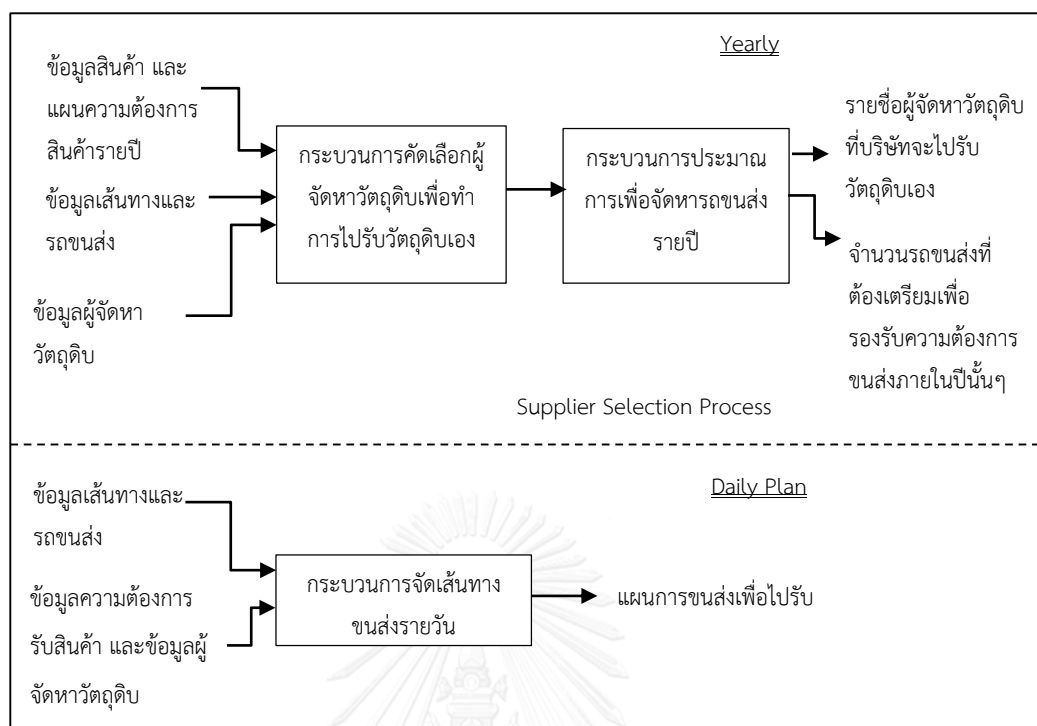 Yearly
ข้อมูลสินค้า และ
แผนความต้องการ
สินค้ารายปี
ข้อมูลเส้นทางและ
รถขนส่ง
ข้อมูลผู้จัดหา
วัตถุดิบ
กระบวนการคัดเลือกผู้
จัดหาวัตถุดิบเพื่อทำ
การไปรับวัตถุดิบเอง
กระบวนการประมาณ
การเพื่อจัดหารถขนส่ง
รายปี
รายชื่อผู้จัดหาวัตถุดิบ
ที่บริษัทจะไปรับ
วัตถุดิบเอง
จำนวนรถขนส่งที่
ต้องเตรียมเพื่อ
รองรับความต้องการ
ขนส่งภายในปีนั้นๆ
Supplier Selection Process
Daily Plan
ข้อมูลเส้นทางและ
รถขนส่ง
ข้อมูลความต้องการ
รับสินค้า และข้อมูลผู้
จัดหาวัตถุดิบ
กระบวนการจัดเส้นทาง
ขนส่งรายวัน
แผนการขนส่งเพื่อไปรับ